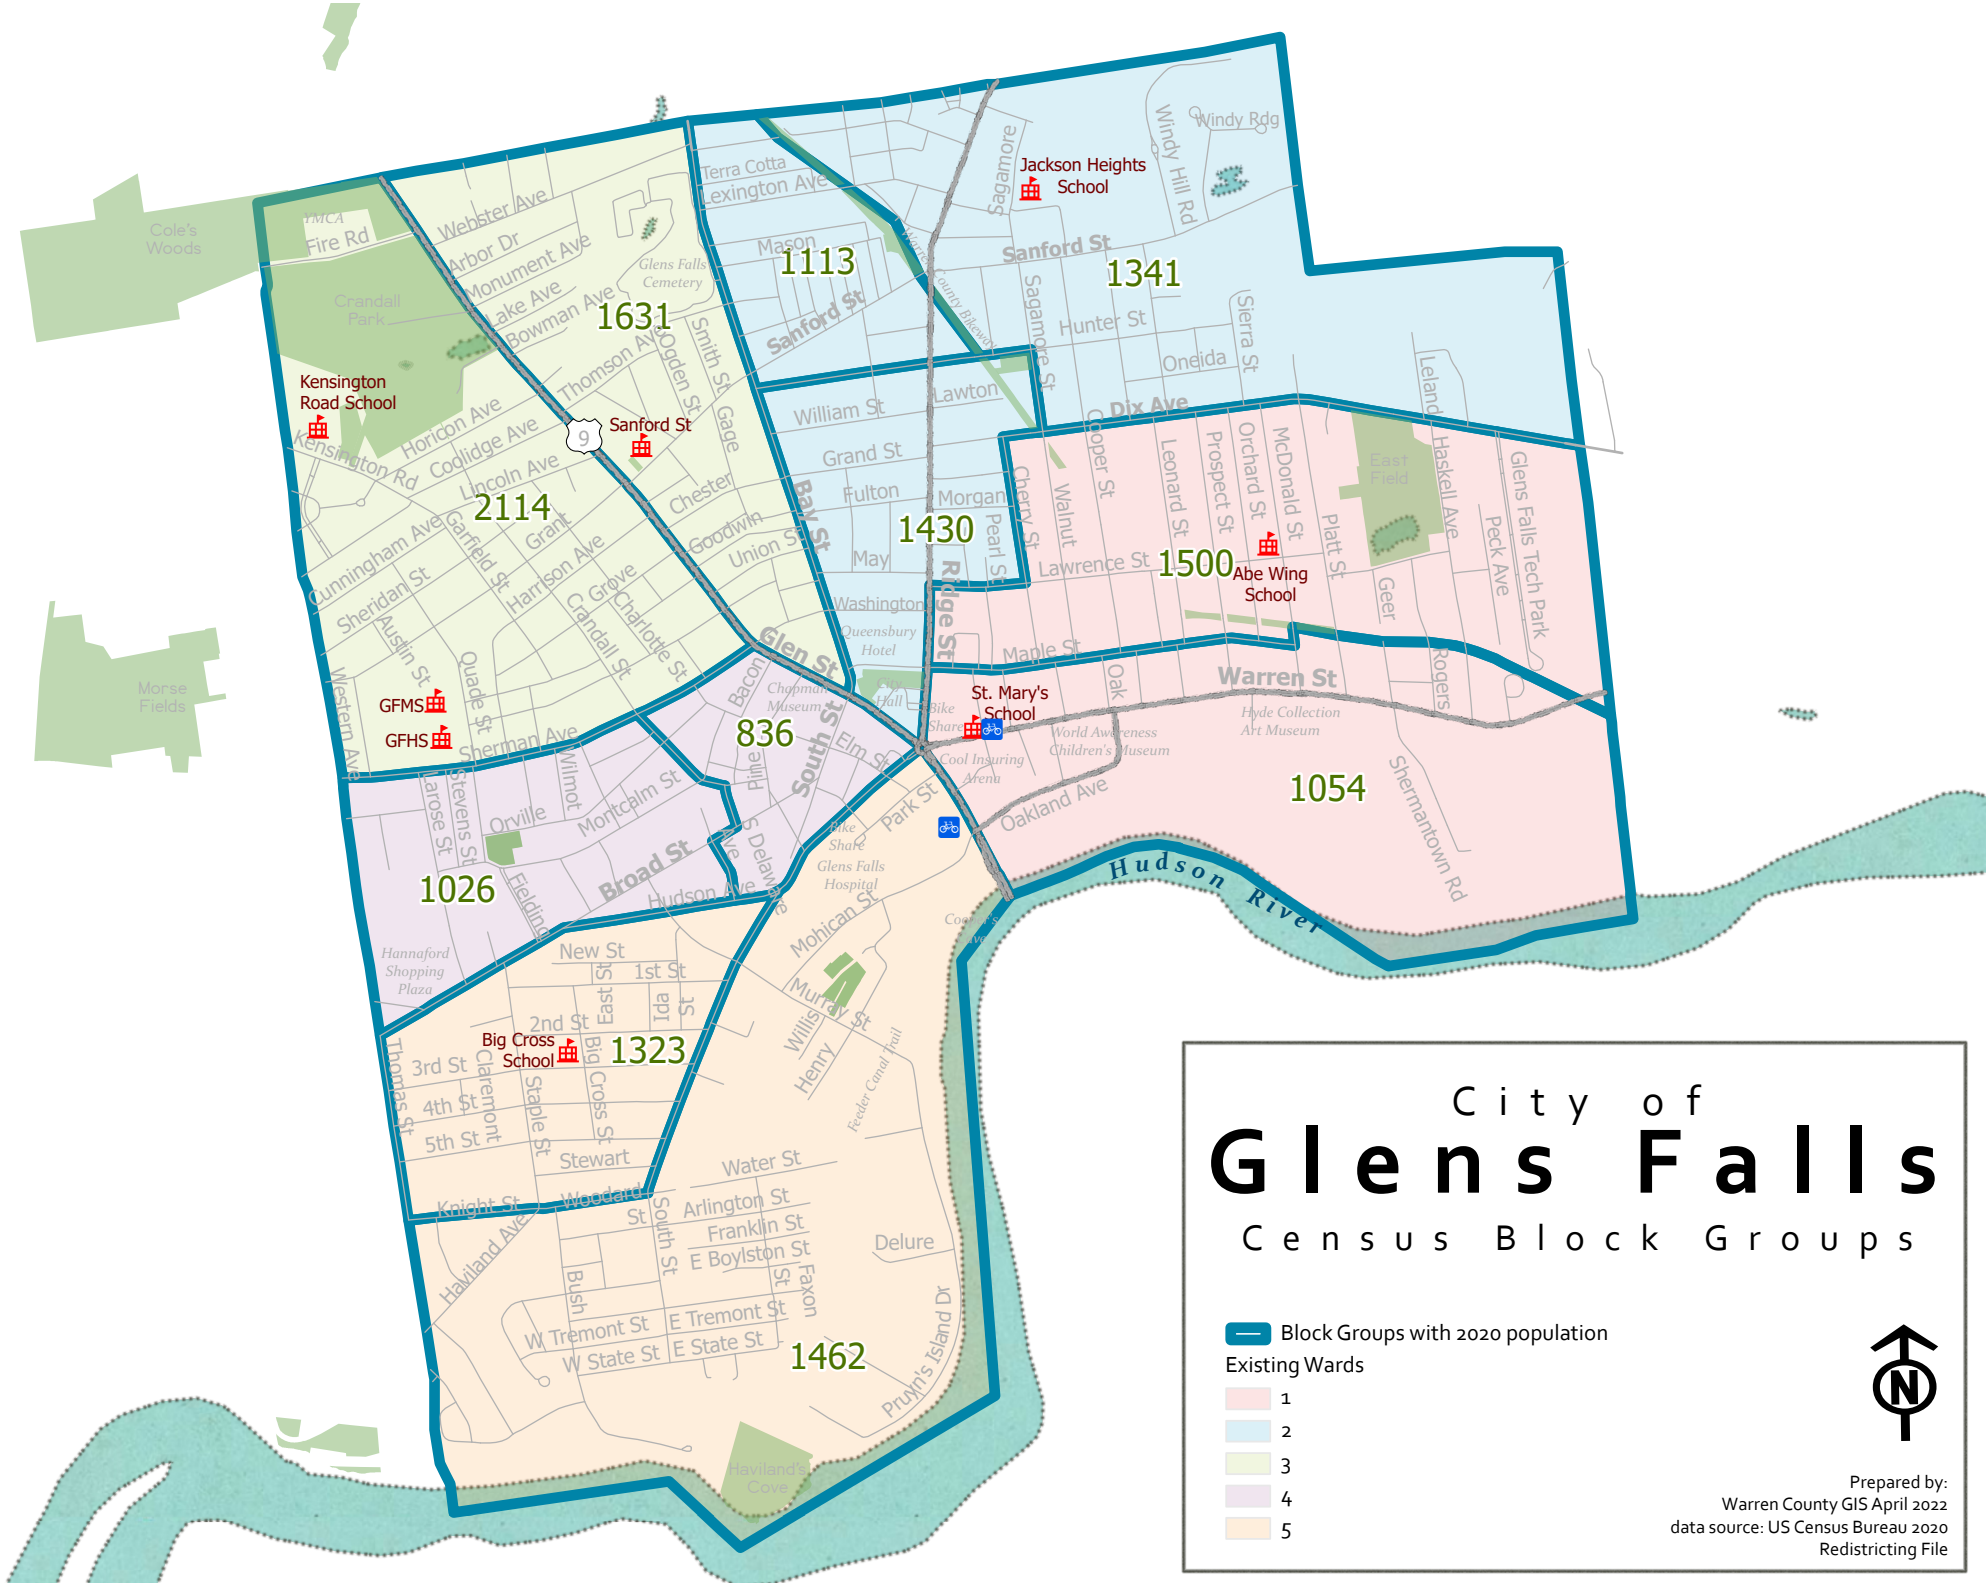 Cole's
Woods
YMCA
Fire Rd
Crandall
Park
Webster Ave
Arbor Dr
Monument Ave
Lake Ave
Bowman Ave
Glens Falls
Cemetery
1631
Thomson Ave
Ogden St
Smith St
Gage
Kensington
Road School
Kensington Rd
Horicon Ave
Coolidge Ave
Lincoln Ave
9
Sanford St
2114
Chester
Goodwin
Union St
Cunningham Ave
Sheridan St
Garfield St
Grant
Harrison Ave
Grove
Crandall St
Charlotte St
Austin St
Quade St
Western Ave
GFMS
GFHS
Sherman Ave
Morse
Fields
Terra Cotta
Lexington Ave
Mason
1113
Sanford St
Warren County Bikeway
Sagamore
Jackson Heights
School
Windy Hill Rd
Windy Rdg
Sanford St
1341
Sagamore St
Hunter St
Sierra St
Oneida
Dix Ave
Leland
William St
Lawton
Grand St
Fulton
Morgan
Bay St
1430
Pearl St
Cherry St
May
Ridge St
Washington
Queensbury
Hotel
City
Hall
Cooper St
Walnut
Leonard St
Prospect St
Orchard St
McDonald St
Platt St
East
Field
Haskell Ave
Glens Falls Tech Park
Peck Ave
Lawrence St
1500
Abe Wing
School
Geer
Maple St
Oak
Warren St
Rogers
Hyde Collection
Art Museum
St. Mary's
School
Bike
Share
World Awareness
Children's Museum
Cool Insuring
Arena
Oakland Ave
1054
Shermantown Rd
Hudson River
Glen St
Bacon
Chapman
Museum
836
Pine
South St
Elm St
Park St
Larose St
Stevens St
Wilmot
Orville
Montcalm St
Broad St
Ave
S Delaware
Ave
Hudson Ave
Fielding
1026
Hannaford
Shopping
Plaza
Bike
Share
Glens Falls
Hospital
Mohican St
Murray St
Willis
Henry
Feeder Canal Trail
New St
1st St
East St
Ida
St
2nd St
Big Cross
School
1323
Thomas St
3rd St
Claremont
4th St
Staple St
Big Cross St
5th St
Stewart
Knight St
Woodard
St
Haviland Ave
Bush
South St
Water St
Arlington St
Franklin St
E Boylston St
Faxon
St
Delure
W Tremont St
E Tremont St
W State St
E State St
1462
Pruyn's Island Dr
Haviland's
Cove
City of
Glens Falls
Census Block Groups
Block Groups with 2020 population
Existing Wards
1
2
3
4
5
N
Prepared by:
Warren County GIS April 2022
data source: US Census Bureau 2020
Redistricting File